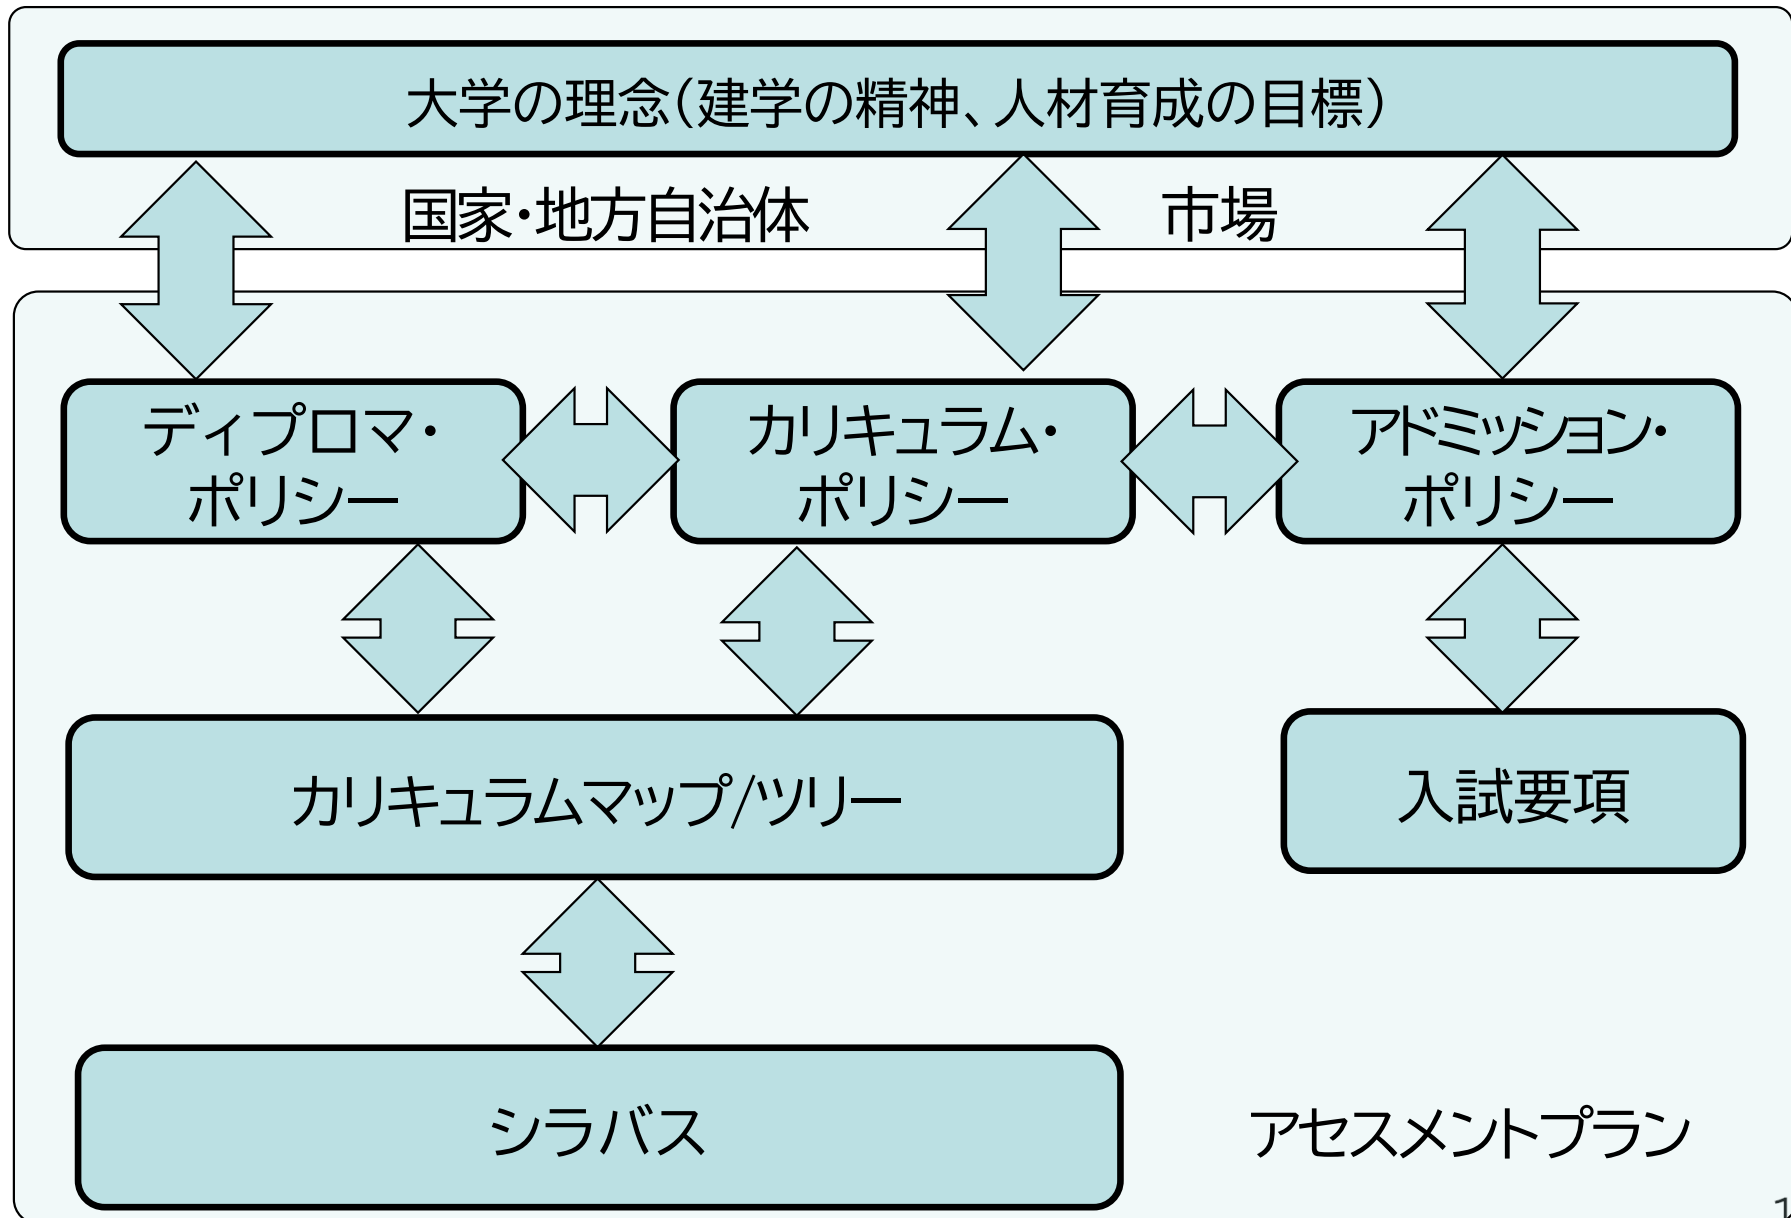 大学の理念(建学の精神、人材育成の目標)
国家・地方自治体
市場
ディプロマ・
ポリシー
カリキュラム・
ポリシー
アドミッション・
ポリシー
カリキュラムマップ/ツリー
入試要項
シラバス
アセスメントプラン